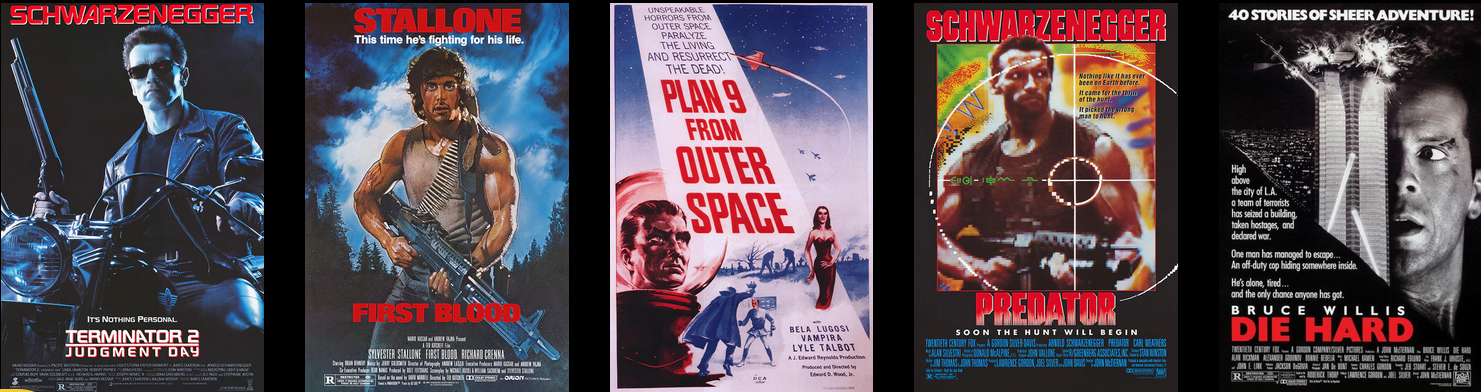 SCHWARZENEGGER
IT'S NOTHING PERSONAL.
TERMINATOR 2
JUDGMENT DAY
STALLONE
This time he's fighting for his life.
FIRST BLOOD
SYLVESTER STALLONE, FIRST BLOOD, RICHARD CRENNA
UNSPEAKABLE
HORRORS FROM
OUTER SPACE
PARALYZE
THE LIVING
AND RESURRECT
THE DEAD!
PLAN 9
FROM
OUTER
SPACE
with
BELA LUGOSI
VAMPIRA
LYLE TALBOT
A J. Edward Reynolds Production
Produced and Directed by
Edward D. Wood, Jr.
SCHWARZENEGGER
Nothing like it has ever
been on Earth before.
It came for the thrill
of the hunt.
It picked the wrong
man to hunt.
PREDATOR
SOON THE HUNT WILL BEGIN
40 STORIES OF SHEER ADVENTURE!
High
above
the city of L.A.
a team of terrorists
has seized a building,
taken hostages, and
declared war.
One man has managed to escape...
An off-duty cop hiding somewhere inside.
He's alone, tired...
and the only chance anyone has got.
BRUCE WILLIS
DIE HARD